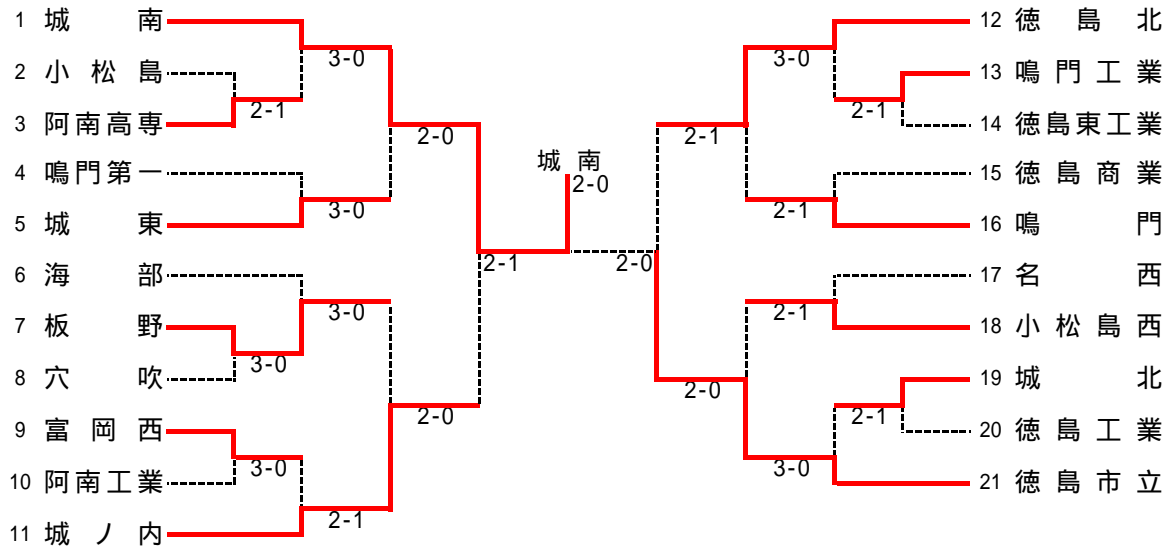 1 城南
2 小松島
3 阿南高専
4 鳴門第一
5 城東
6 海部
7 板野
8 穴吹
9 富岡西
10 阿南工業
11 城ノ内
3-0
2-1
3-0
3-0
3-0
3-0
2-1
2-0
2-0
2-1
城南
2-0
2-0
2-1
2-0
3-0
2-1
2-1
2-1
2-1
3-0
12 徳島北
13 鳴門工業
14 徳島東工業
15 徳島商業
16 鳴門
17 名西
18 小松島西
19 城北
20 徳島工業
21 徳島市立